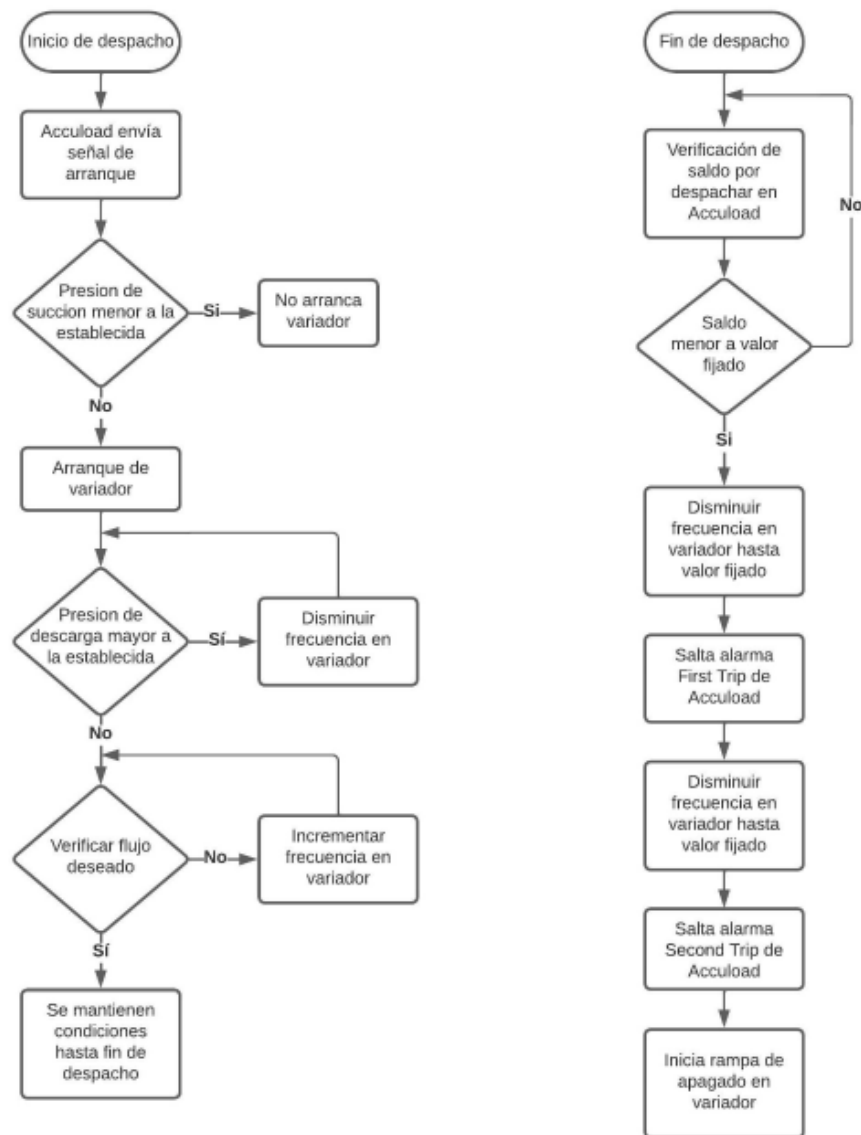 Inicio de despacho
Accuload envía
señal de
arranque
Presion de
succion menor a la
establecida
Si
No arranca
variador
No
Arranque de
variador
Presion de
descarga mayor a
la establecida
Sí
Disminuir
frecuencia en
variador
No
Verificar flujo
deseado
No
Incrementar
frecuencia en
variador
Sí
Se mantienen
condiciones
hasta fin de
despacho
Fin de despacho
Verificación de
saldo por
despachar en
Accuload
No
Saldo
menor a valor
fijado
Si
Disminuir
frecuencia en
variador hasta
valor fijado
Salta alarma
First Trip de
Accuload
Disminuir
frecuencia en
variador hasta
valor fijado
Salta alarma
Second Trip de
Accuload
Inicia rampa de
apagado en
variador